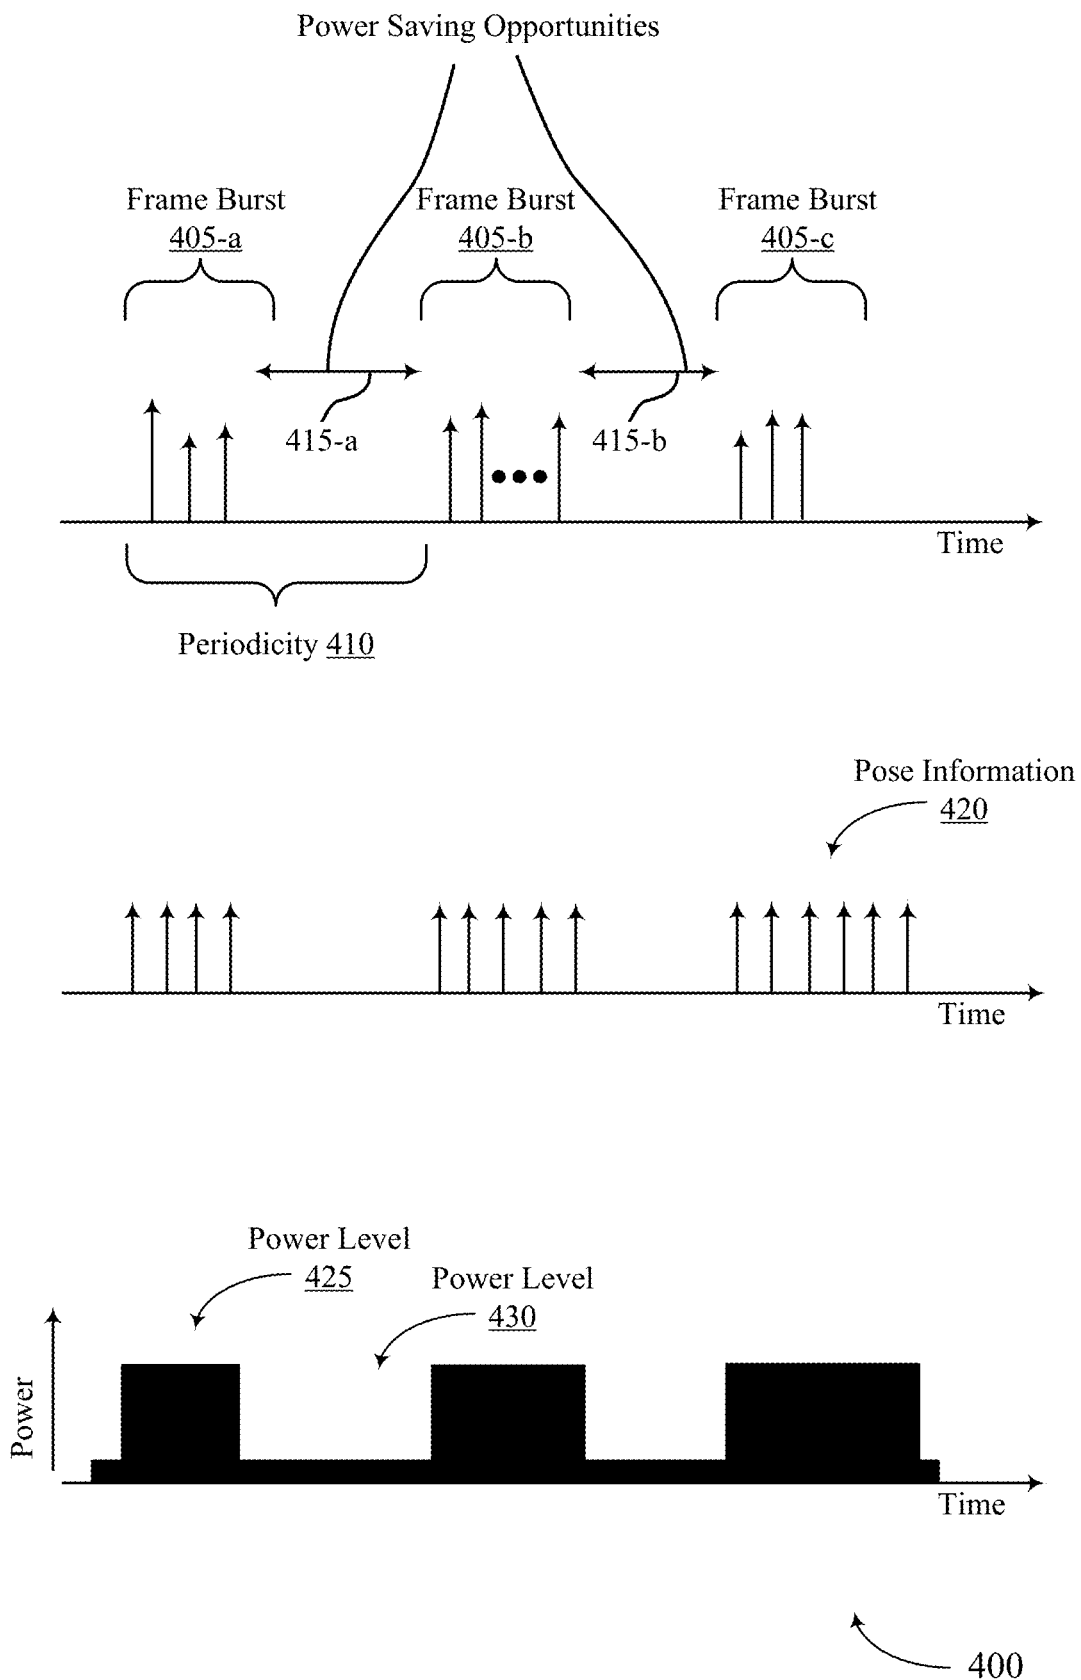 Power Saving Opportunities
Frame Burst
405-a
Frame Burst
405-b
Frame Burst
405-c
415-a
415-b
Time
Periodicity 410
Pose Information
420
Time
Power Level
425
Power Level
430
Power
Time
400